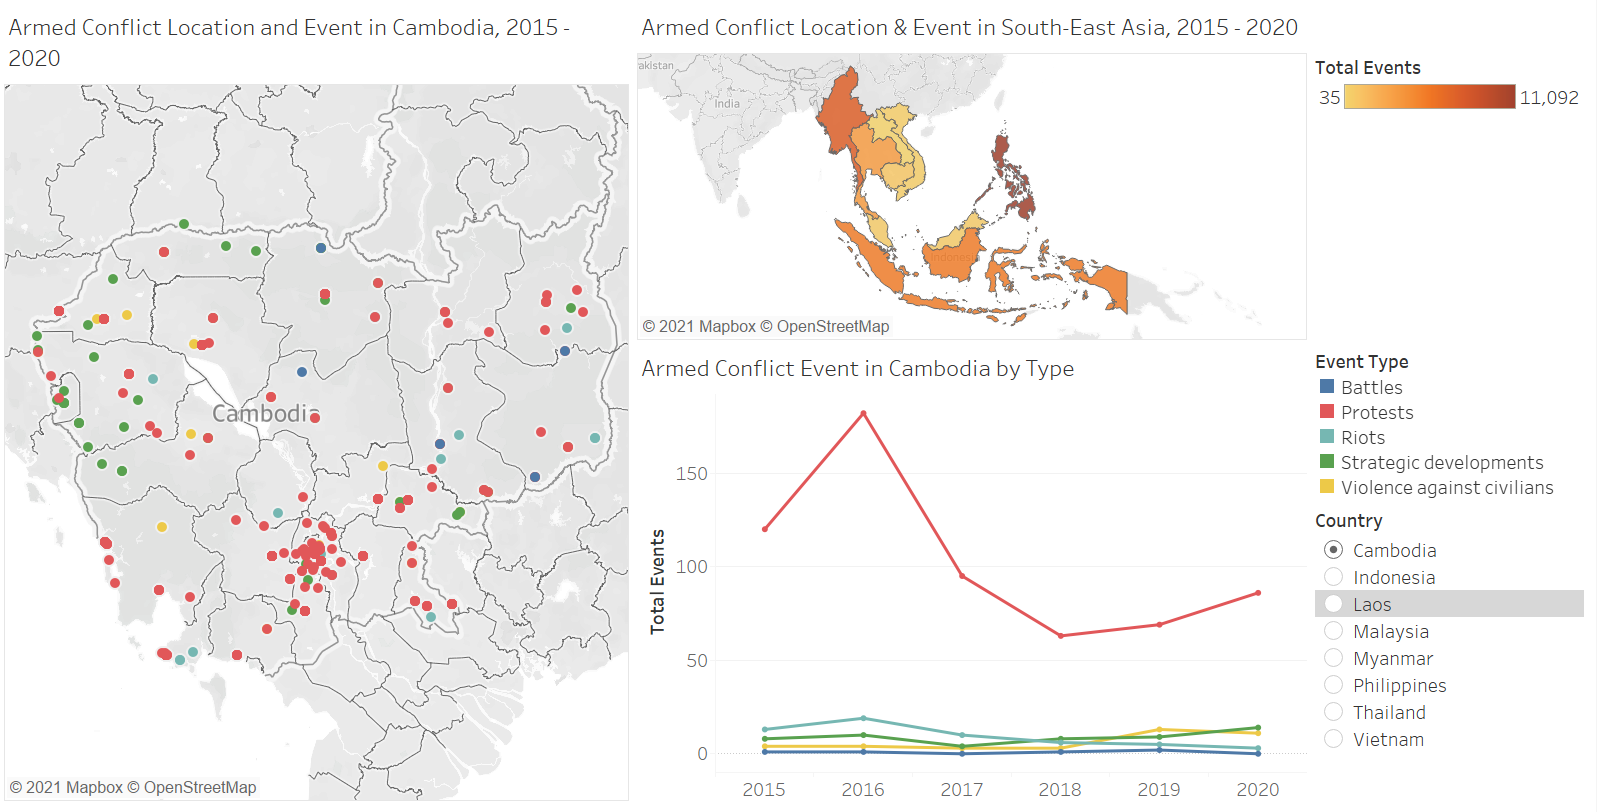 Armed Conflict Location and Event in Cambodia, 2015 -
2020
Cambodia
© 2021 Mapbox © OpenStreetMap
Armed Conflict Location & Event in South-East Asia, 2015 - 2020
akistan
India
Indonesia
© 2021 Mapbox © OpenStreetMap
Total Events
35 11,092
Armed Conflict Event in Cambodia by Type
Total Events
150
100
50
0
2015 2016 2017 2018 2019 2020
Event Type
Battles
Protests
Riots
Strategic developments
Violence against civilians
Country
Cambodia
Indonesia
Laos
Malaysia
Myanmar
Philippines
Thailand
Vietnam